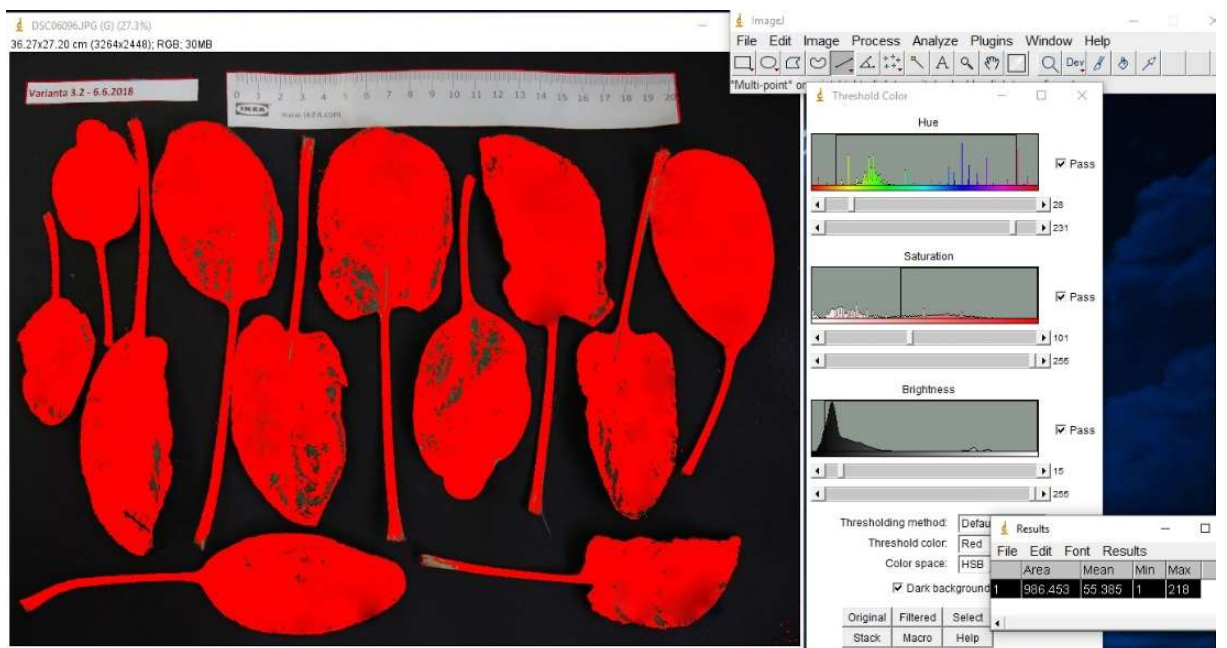 DSC06096.JPG (G) (27.3%)
36.27x27.20 cm (3264x2448); RGB; 30MB
Varianta 3.2 - 6.6.2018
0 1 2 3 4 5 6 7 8 9 10 11 12 13 14 15 16 17 18 19 20
IKEA
www.IKEA.com
ImageJ
File Edit Image Process Analyze Plugins Window Help
A Dev
*Multi-point* or
Threshold Color
Hue
Pass
28
231
Saturation
Pass
101
255
Brightness
Pass
15
255
Thresholding method: Defau
Threshold color: Red
Color space: HSB
Dark background
Original Filtered Select
Stack Macro Help
Results
File Edit Font Results
Area Mean Min Max
1 986.453 55.385 1 218